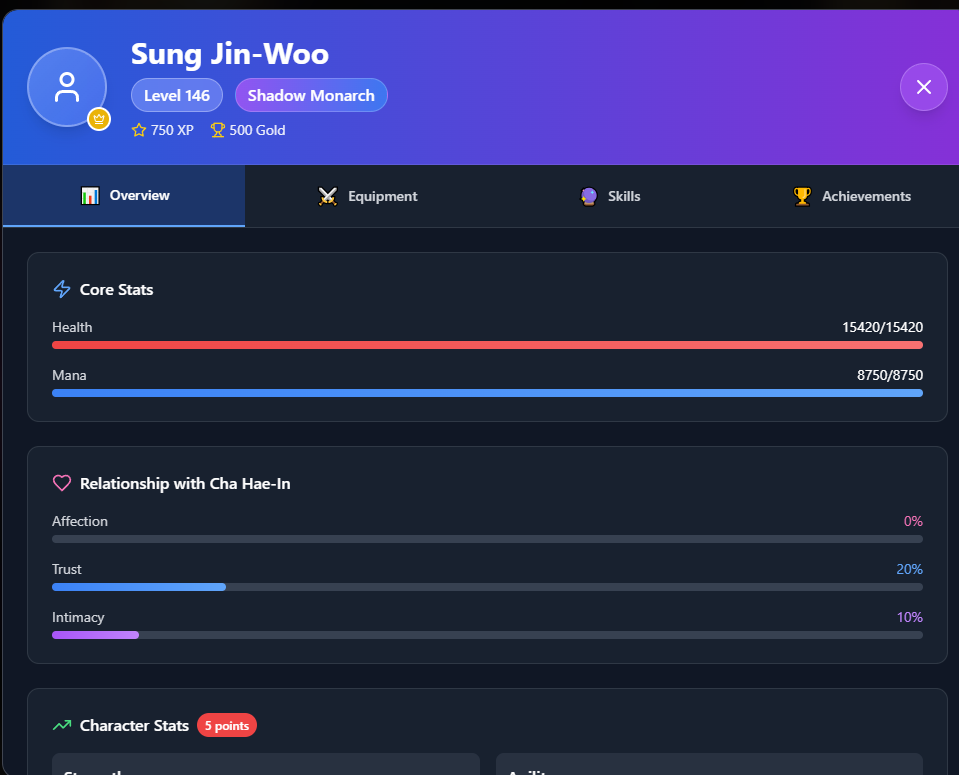 Sung Jin-Woo
Level 146 Shadow Monarch
750 XP 500 Gold
Overview Equipment Skills Achievements
Core Stats
Health 15420/15420
Mana 8750/8750
Relationship with Cha Hae-In
Affection 0%
Trust 20%
Intimacy 10%
Character Stats 5 points